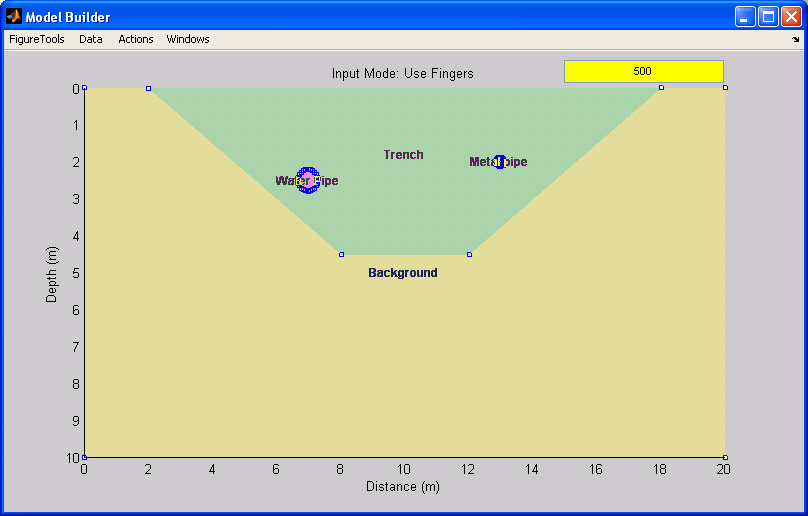 Model Builder
FigureTools Data Actions Windows
Input Mode: Use Fingers
500
0
1
2
3
4
5
6
7
8
9
10
Depth (m)
Trench
Metal pipe
Water Pipe
Background
0 2 4 6 8 10 12 14 16 18 20
Distance (m)